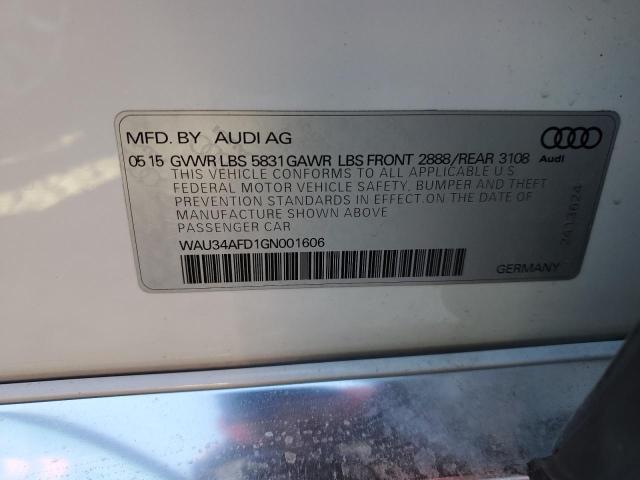 MFD. BY AUDI AG
05 15 GVWR LBS 5831 GAWR LBS FRONT 2888/REAR 3108
Audi
THIS VEHICLE CONFORMS TO ALL APPLICABLE U.S
FEDERAL MOTOR VEHICLE SAFETY, BUMPER AND THEFT
PREVENTION STANDARDS IN EFFECT.ON THE DATE OF
MANUFACTURE SHOWN ABOVE
PASSENGER CAR
WAU34AFD1GN001606
2413624
GERMANY